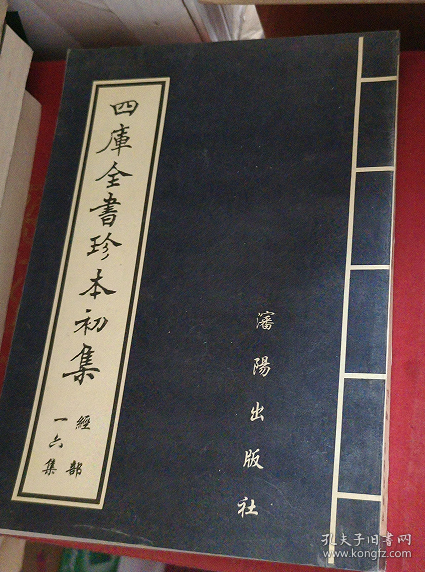 四庫全書珍本初集
經部
一六集
瀋陽出版社
孔夫子旧书网
www.kongfz.com